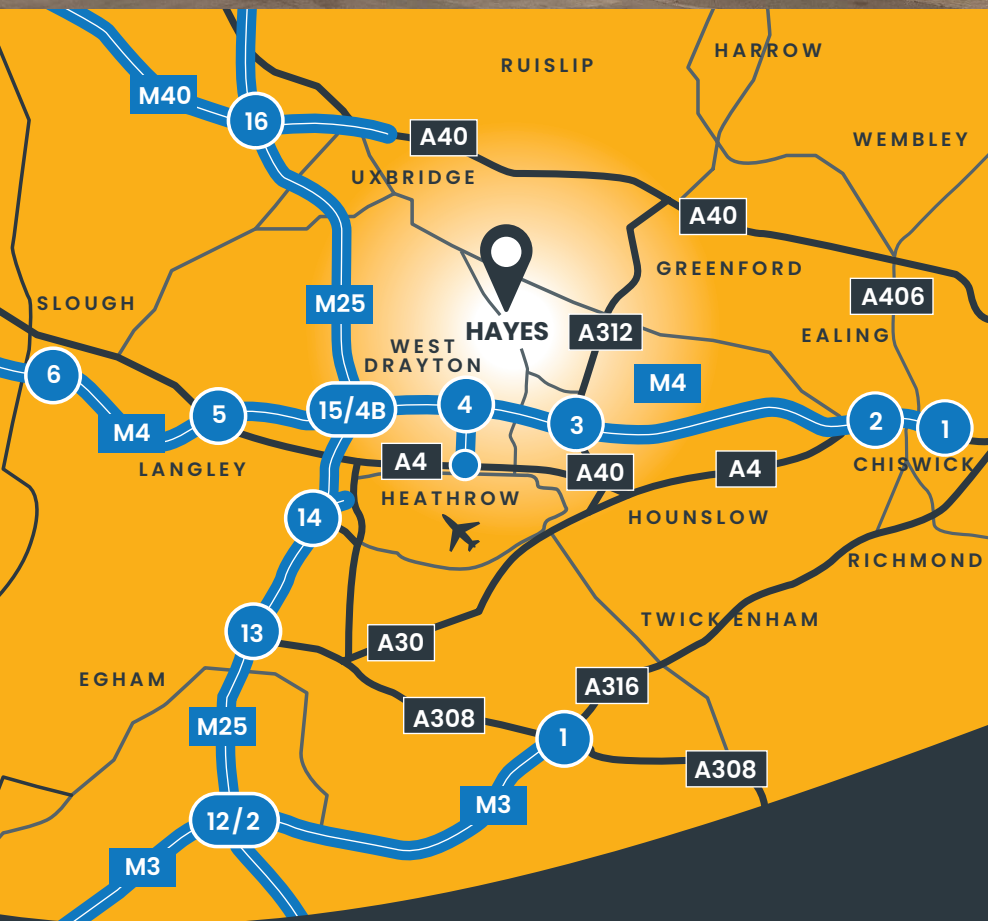 HARROW
RUISLIP
M40
16
A40
WEMBLEY
UXBRIDGE
A40
GREENFORD
SLOUGH
M25
A406
HAYES
A312
EALING
WEST
DRAYTON
6
M4
5
15/4B
4
3
M4
2
1
LANGLEY
A4
A40
A4
CHISWICK
HEATHROW
14
HOUNSLOW
RICHMOND
13
A30
TWICKENHAM
EGHAM
A316
M25
A308
1
A308
12/2
M3
M3